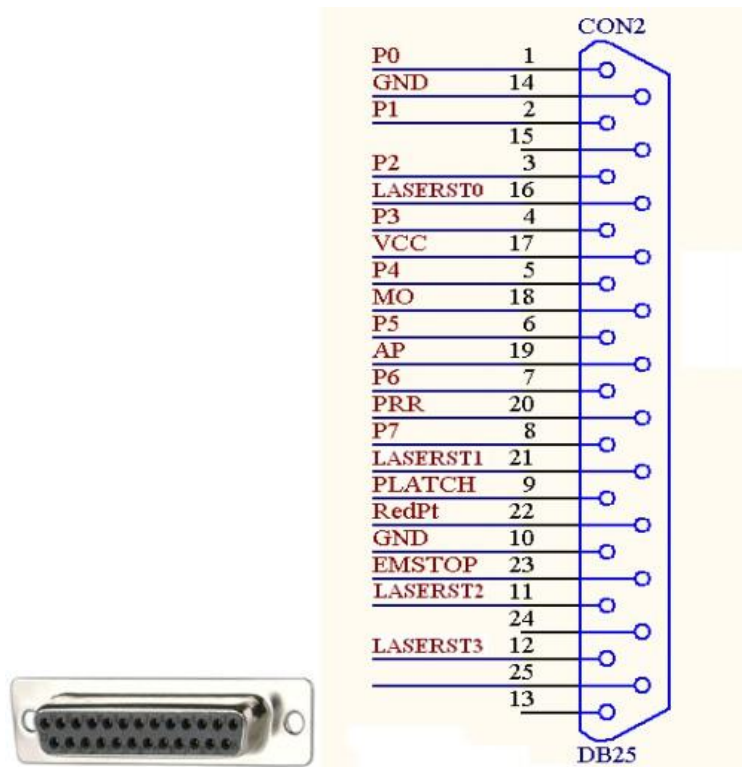 CON2
P0 1
GND 14
P1 2
15
P2 3
LASERST0 16
P3 4
VCC 17
P4 5
MO 18
P5 6
AP 19
P6 7
PRR 20
P7 8
LASERST1 21
PLATCH 9
RedPt 22
GND 10
EMSTOP 23
LASERST2 11
24
LASERST3 12
25
13
DB25